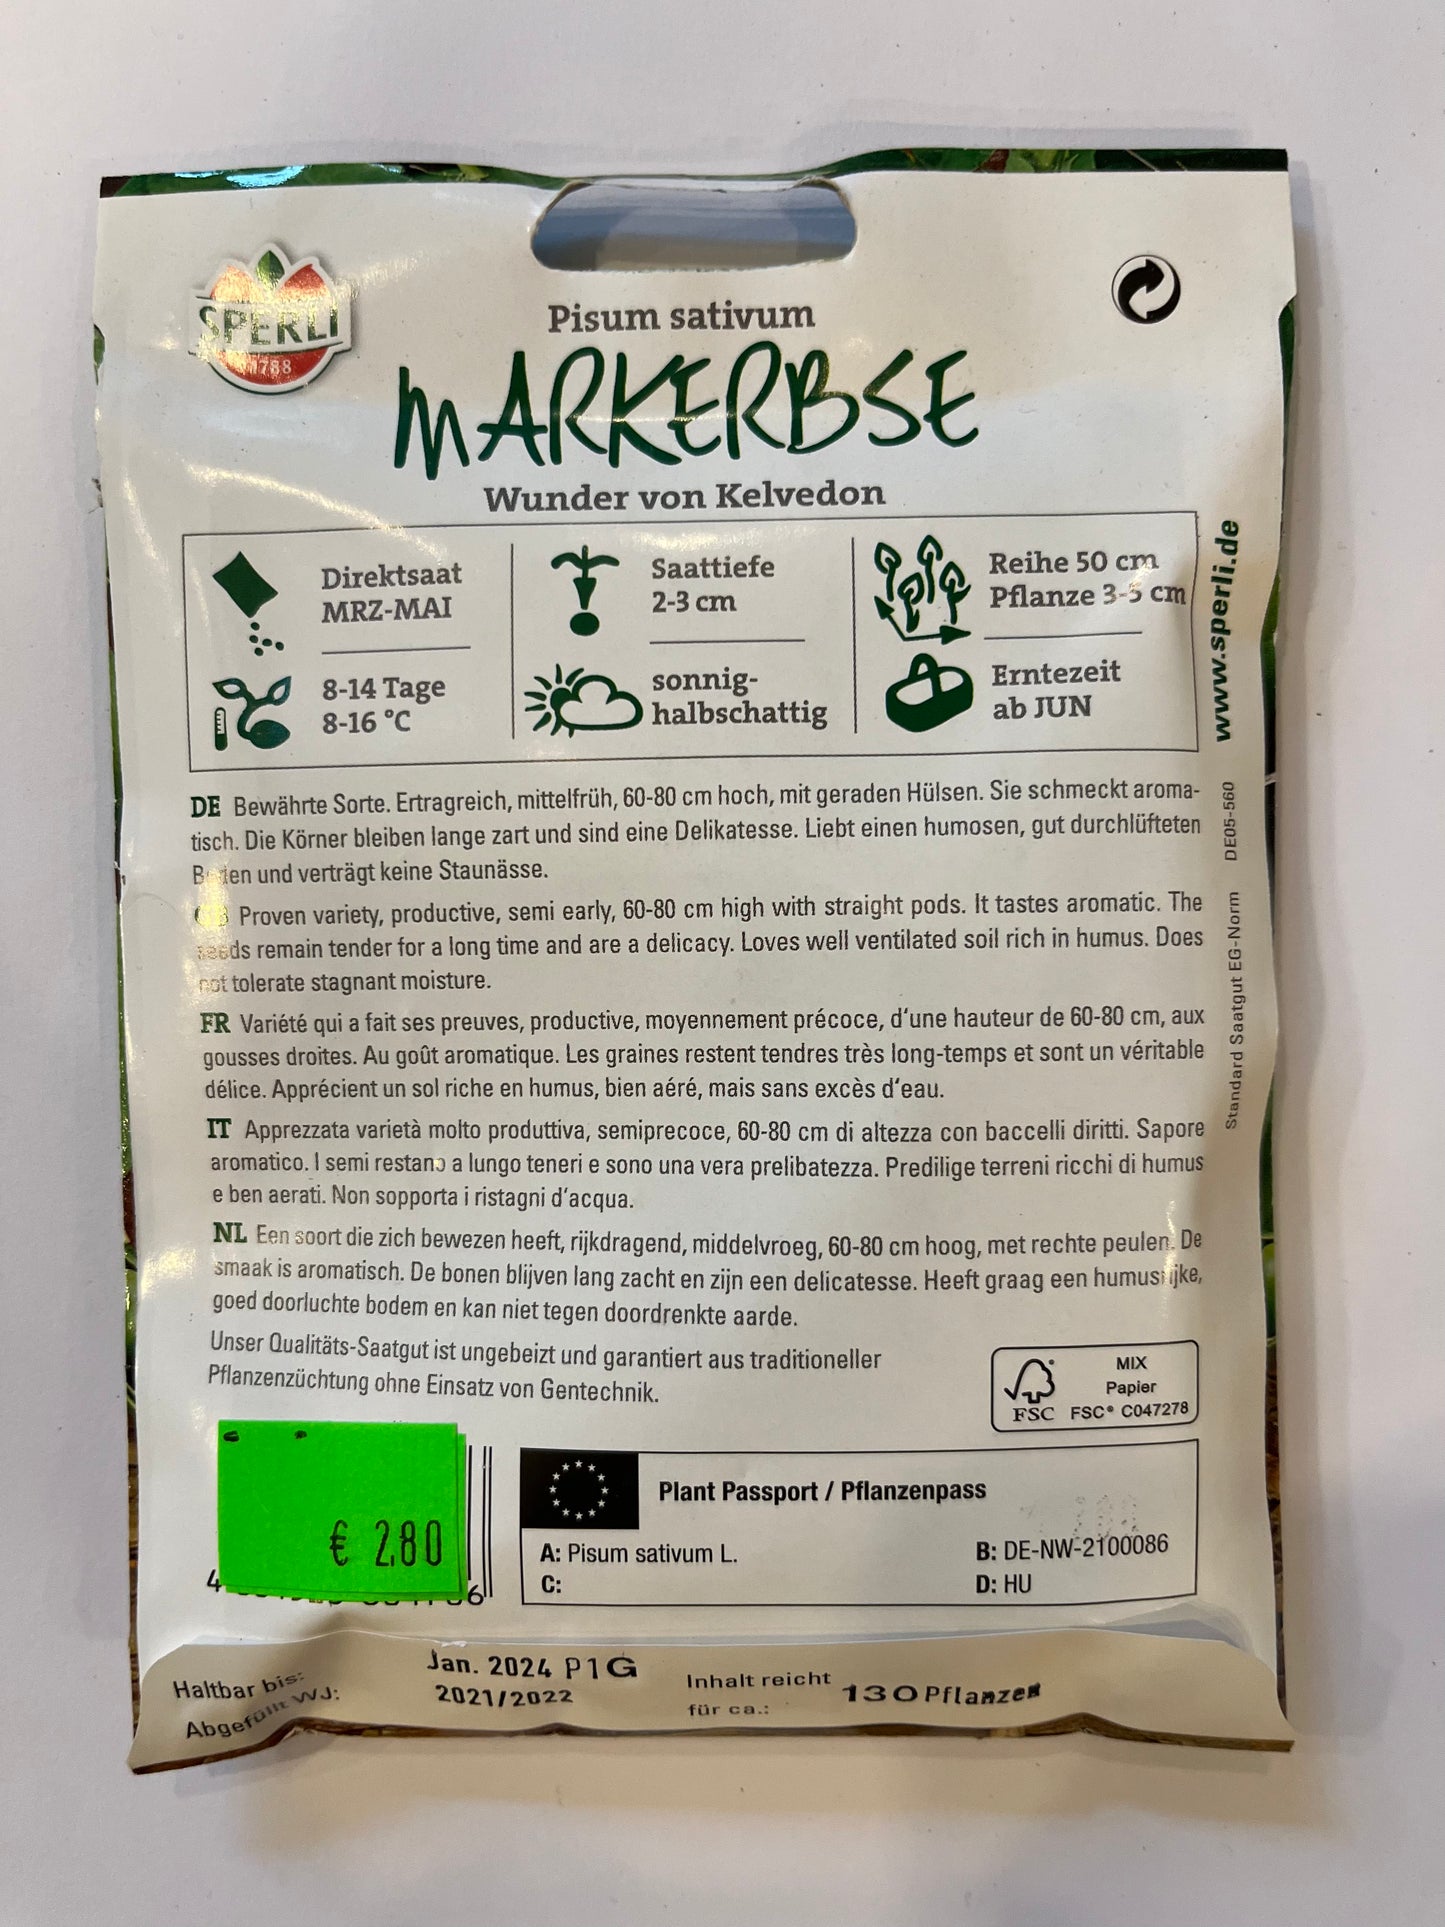 SPERLI
1788
Pisum sativum
MARKERBSE
Wunder von Kelvedon
Direktsaat
MRZ-MAI
8-14 Tage
8-16 °C
Saattiefe
2-3 cm
sonnig-
halbschattig
Reihe 50 cm
Pflanze 3-5 cm
Erntezeit
ab JUN
www.sperli.de
DE Bewährte Sorte. Ertragreich, mittelfrüh, 60-80 cm hoch, mit geraden Hülsen. Sie schmeckt aroma-
tisch. Die Körner bleiben lange zart und sind eine Delikatesse. Liebt einen humosen, gut durchlüfteten
Boden und verträgt keine Staunässe.
Proven variety, productive, semi early, 60-80 cm high with straight pods. It tastes aromatic. The
seeds remain tender for a long time and are a delicacy. Loves well ventilated soil rich in humus. Does
not tolerate stagnant moisture.
FR Variété qui a fait ses preuves, productive, moyennement précoce, d'une hauteur de 60-80 cm, aux
gousses droites. Au goût aromatique. Les graines restent tendres très long-temps et sont un véritable
délice. Apprécient un sol riche en humus, bien aéré, mais sans excès d'eau.
IT Apprezzata varietà molto produttiva, semiprecoce, 60-80 cm di altezza con baccelli diritti. Sapore
aromatico. I semi restano a lungo teneri e sono una vera prelibatezza. Predilige terreni ricchi di humus
e ben aerati. Non sopporta i ristagni d'acqua.
NL Een soort die zich bewezen heeft, rijkdragend, middelvroeg, 60-80 cm hoog, met rechte peulen. De
smaak is aromatisch. De bonen blijven lang zacht en zijn een delicatesse. Heeft graag een humusrijke,
goed doorluchte bodem en kan niet tegen doordrenkte aarde.
Unser Qualitäts-Saatgut ist ungebeizt und garantiert aus traditioneller
Pflanzenzüchtung ohne Einsatz von Gentechnik.
Standard Saatgut EG-Norm DE05-560
FSC
MIX
Papier
FSC® C047278
€ 2,80
4
6
Plant Passport / Pflanzenpass
A: Pisum sativum L.
B: DE-NW-2100086
C:
D: HU
Haltbar bis: Jan. 2024 P1G
Abgefüllt WJ: 2021/2022
Inhalt reicht
für ca.: 130 Pflanzen